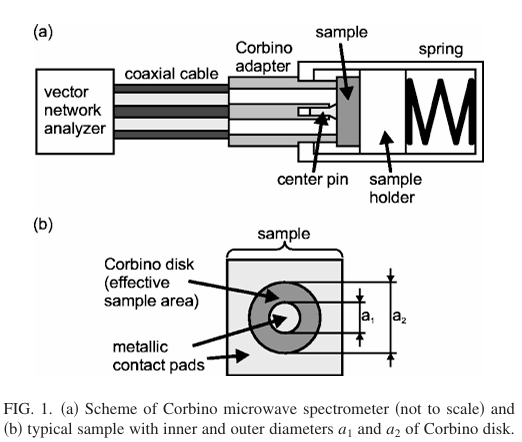 (a)
sample
Corbino
adapter
spring
coaxial cable
vector
network
analyzer
center pin
sample
holder
(b)
sample
Corbino disk
(effective
sample area)
a1
a2
metallic
contact pads
FIG. 1. (a) Scheme of Corbino microwave spectrometer (not to scale) and
(b) typical sample with inner and outer diameters a1 and a2 of Corbino disk.